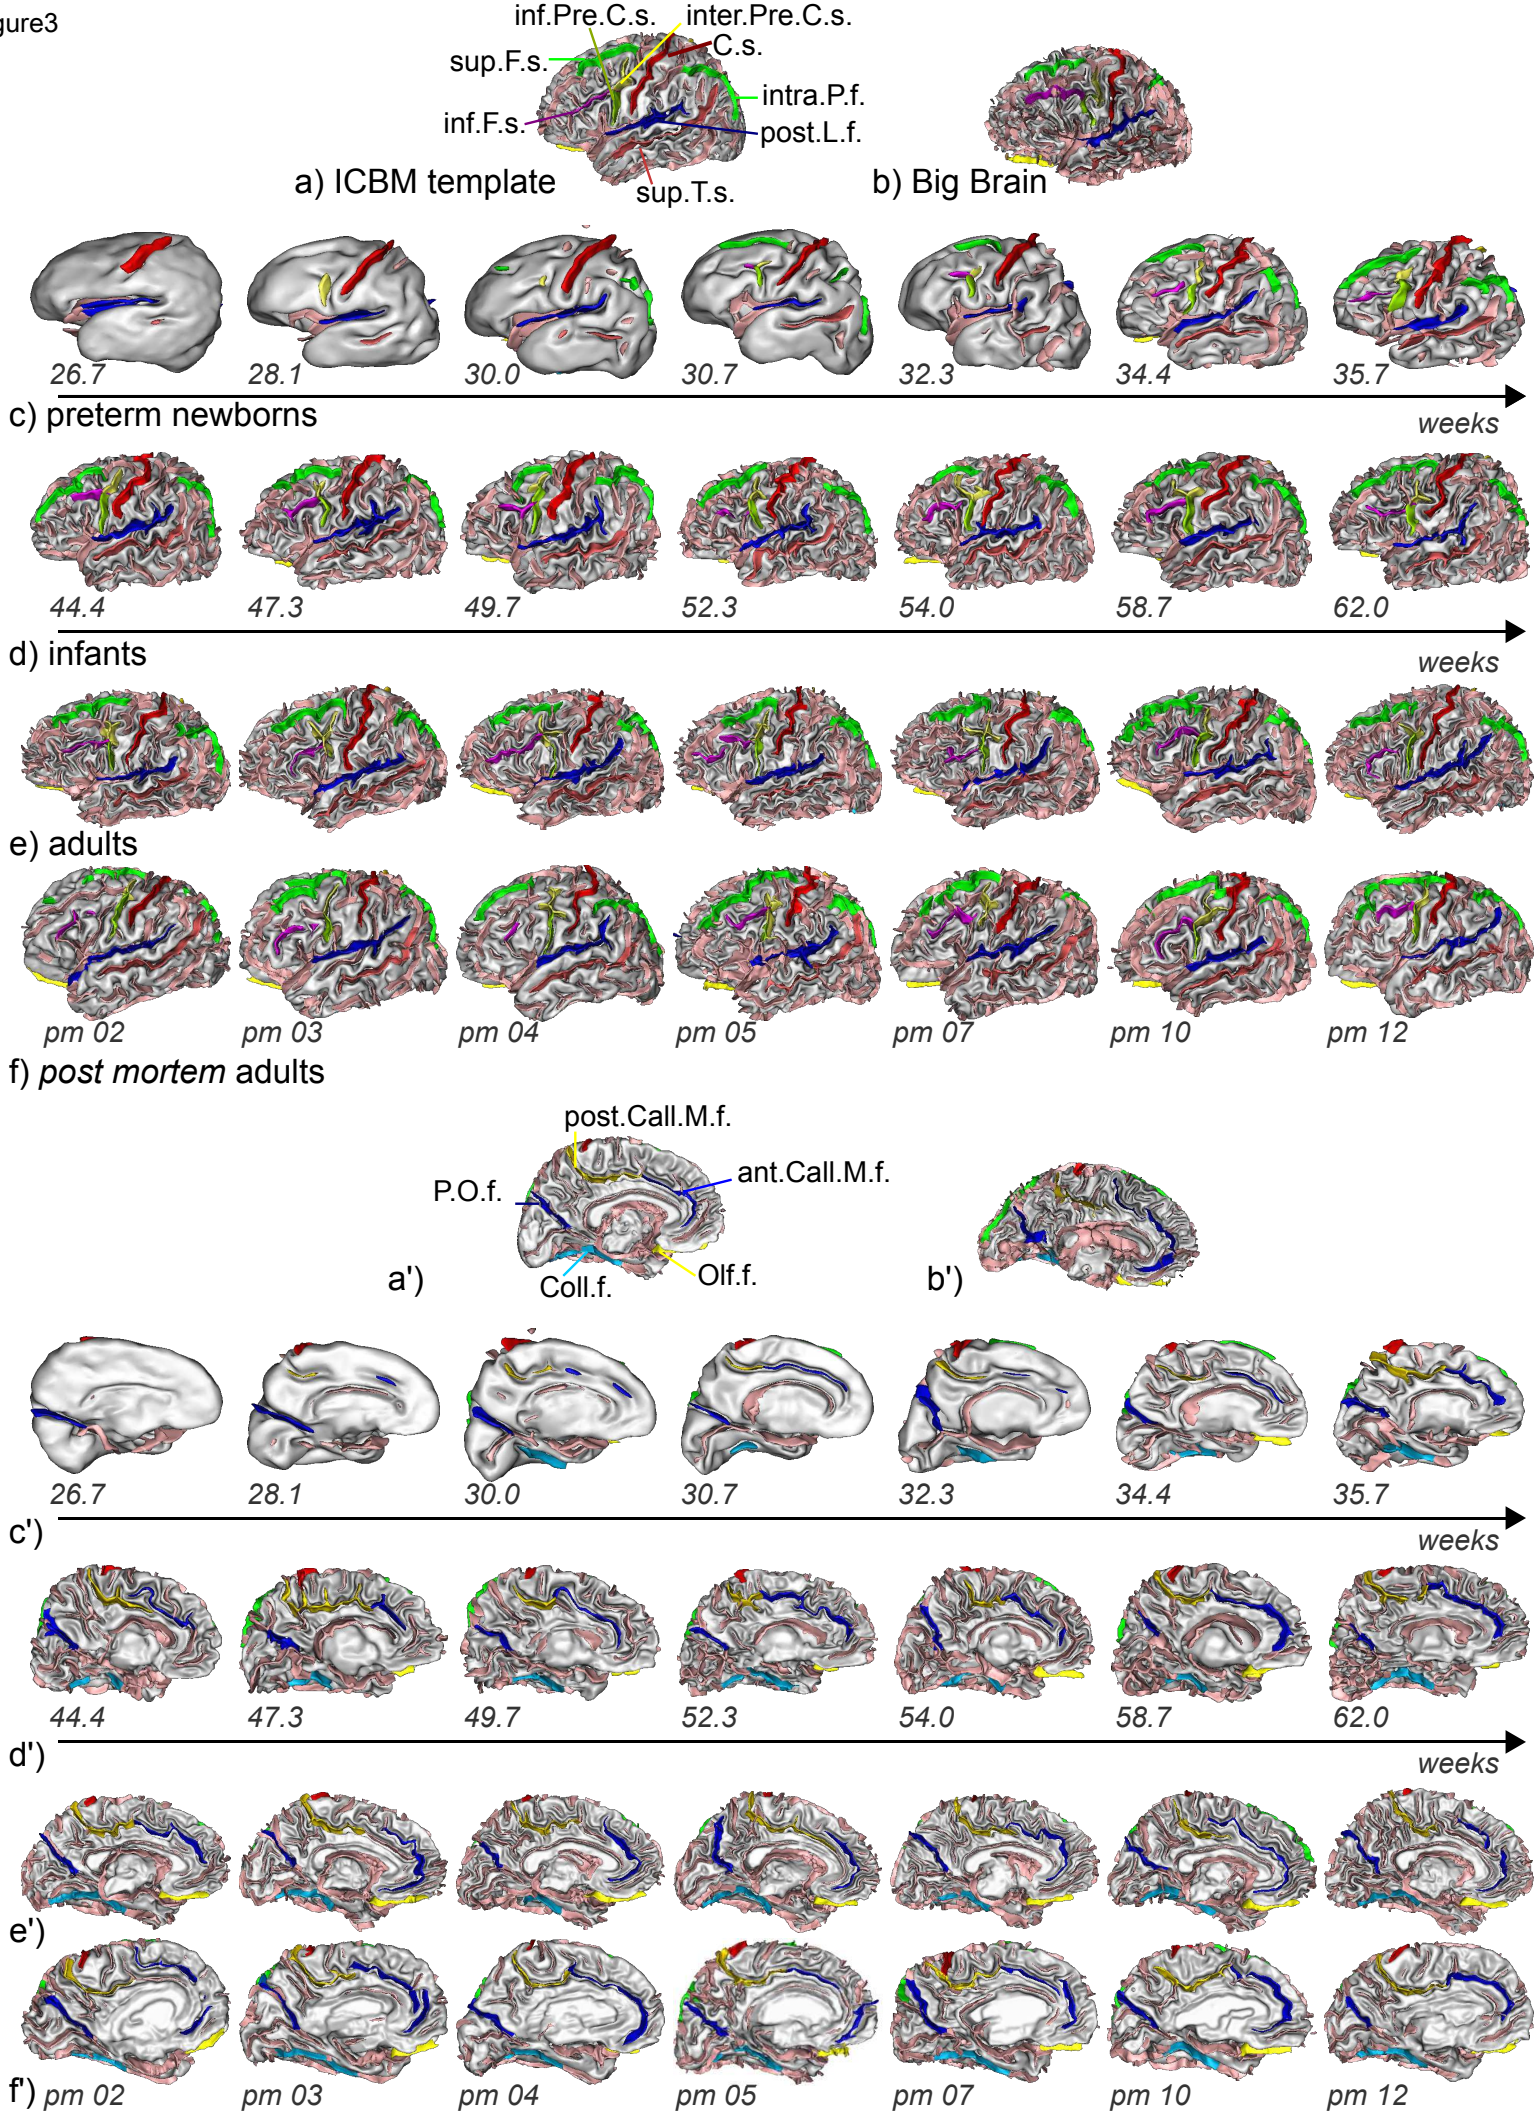 gure3
inf.Pre.C.s. inter.Pre.C.s.
C.s.
sup.F.s.
intra.P.f.
inf.F.s.
post.L.f.
a) ICBM template
b) Big Brain
sup.T.s.
26.7 28.1 30.0 30.7 32.3 34.4 35.7
c) preterm newborns
weeks
44.4 47.3 49.7 52.3 54.0 58.7 62.0
d) infants
weeks
e) adults
pm 02 pm 03 pm 04 pm 05 pm 07 pm 10 pm 12
f) post mortem adults
post.Call.M.f.
ant.Call.M.f.
P.O.f.
a') Coll.f. Olf.f. b')
26.7 28.1 30.0 30.7 32.3 34.4 35.7
c')
weeks
44.4 47.3 49.7 52.3 54.0 58.7 62.0
d')
weeks
e')
f') pm 02 pm 03 pm 04 pm 05 pm 07 pm 10 pm 12